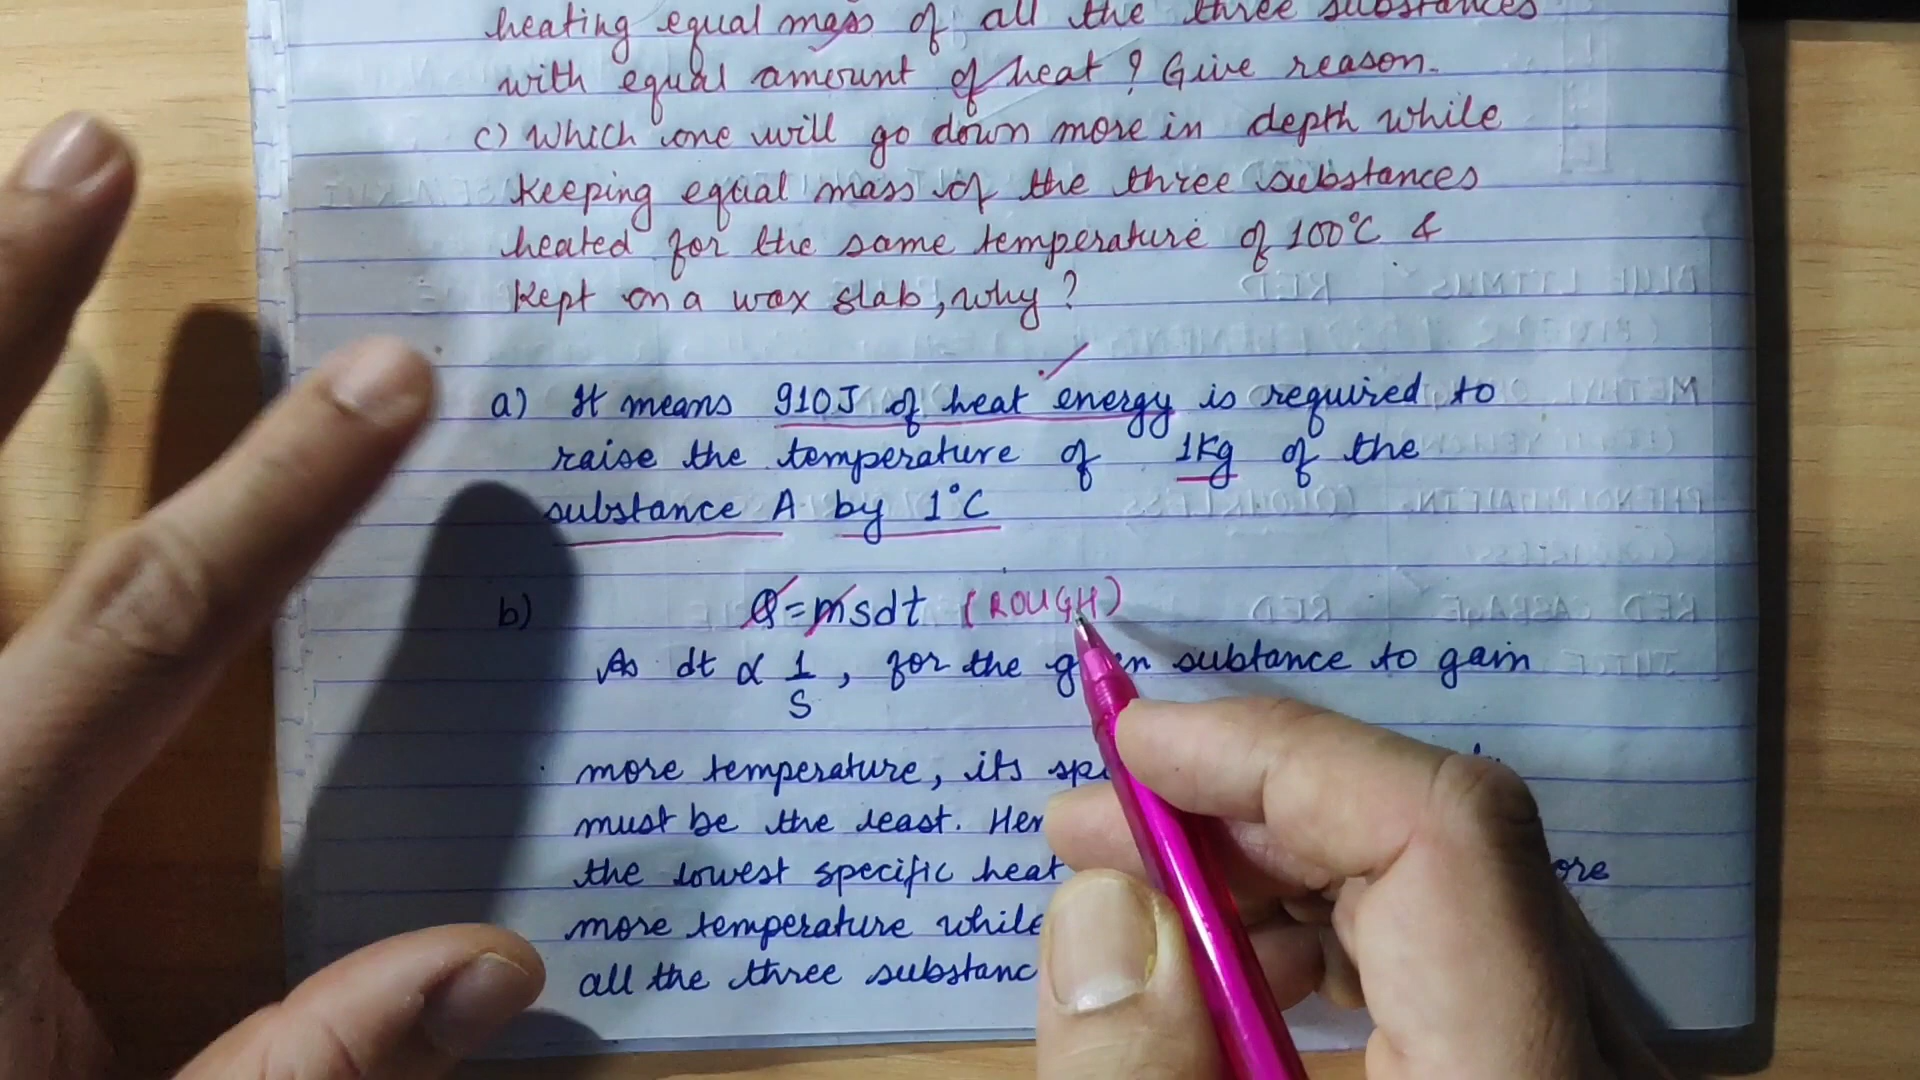 heating equal mass of all the three substances
with equal amount of heat ? Give reason.
c) Which one will go down more in depth while
Keeping equal mass of the three substances
heated for the same temperature of 100°C &
Kept on a wax slab, why ?
a) It means 910J of heat energy is required to
raise the temperature of 1Kg of the
substance A by 1°C
b) Q = msdt (ROUGH)
As dt ∝ 1/S , for the substance to gain
more temperature, its
must be the least.
the lowest specific heat
more temperature while
all the three